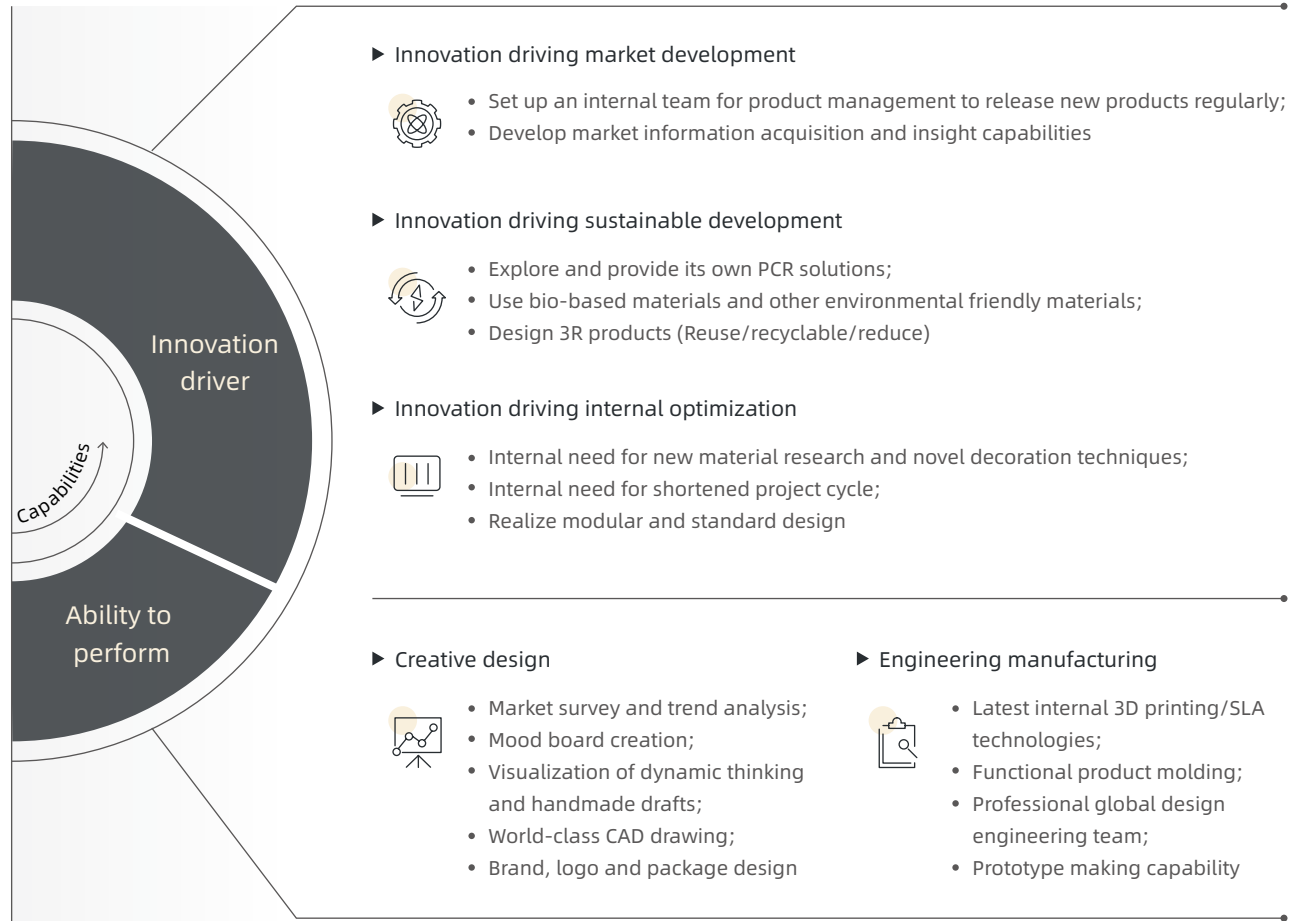 Innovation driving market development
Set up an internal team for product management to release new products regularly;
Develop market information acquisition and insight capabilities
Innovation driving sustainable development
Explore and provide its own PCR solutions;
Use bio-based materials and other environmental friendly materials;
Design 3R products (Reuse/recyclable/reduce)
Innovation
driver
Innovation driving internal optimization
Internal need for new material research and novel decoration techniques;
Internal need for shortened project cycle;
Realize modular and standard design
Capabilities
Ability to
perform
Creative design
Market survey and trend analysis;
Mood board creation;
Visualization of dynamic thinking
and handmade drafts;
World-class CAD drawing;
Brand, logo and package design
Engineering manufacturing
Latest internal 3D printing/SLA
technologies;
Functional product molding;
Professional global design
engineering team;
Prototype making capability